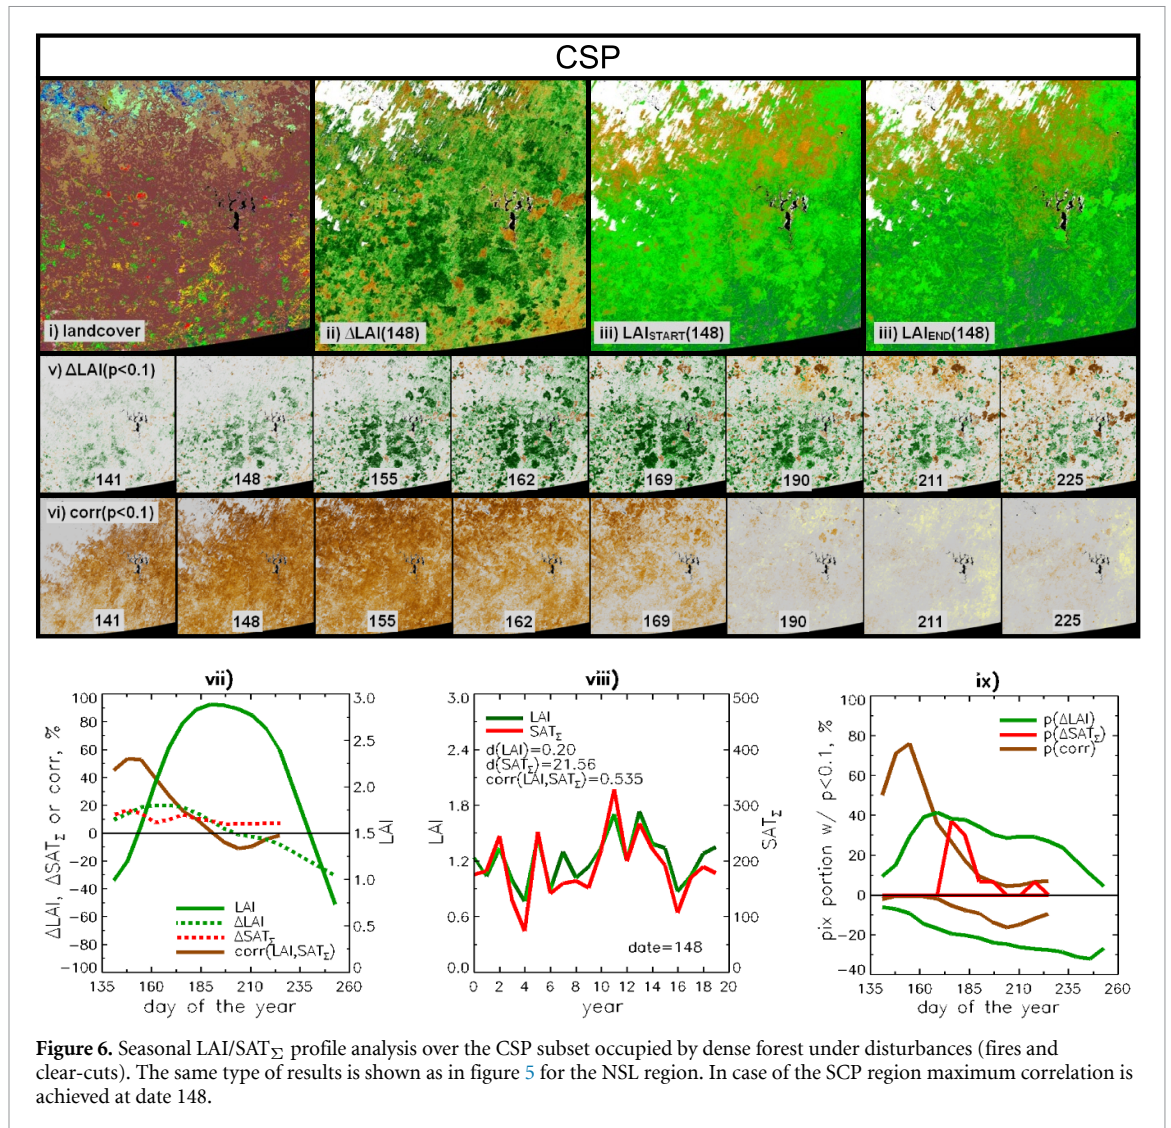 CSP
i) landcover
ii) ΔLAI(148)
iii) LAISTART(148)
iii) LAIEND(148)
v) ΔLAI(p<0.1)
141
148
155
162
169
190
211
225
vi) corr(p<0.1)
141
148
155
162
169
190
211
225
vii)
ΔLAI, ΔSATΣ or corr, %
100
80
60
40
20
0
−20
−40
−60
−80
−100
3.0
2.5
2.0
1.5
1.0
0.5
0
LAI
LAI
ΔLAI
ΔSATΣ
corr(LAI,SATΣ)
135 160 185 210 235 260
day of the year
viii)
LAI
3.0
2.4
1.8
1.2
0.6
0.0
500
400
300
200
100
0
SATΣ
LAI
SATΣ
d(LAI)=0.20
d(SATΣ)=21.56
corr(LAI,SATΣ)=0.535
date=148
0 2 4 6 8 10 12 14 16 18 20
year
ix)
pix portion w/ p<0.1, %
100
80
60
40
20
0
−20
−40
p(ΔLAI)
p(ΔSATΣ)
p(corr)
135 160 185 210 235 260
day of the year
Figure 6. Seasonal LAI/SATΣ profile analysis over the CSP subset occupied by dense forest under disturbances (fires and
clear-cuts). The same type of results is shown as in figure 5 for the NSL region. In case of the SCP region maximum correlation is
achieved at date 148.